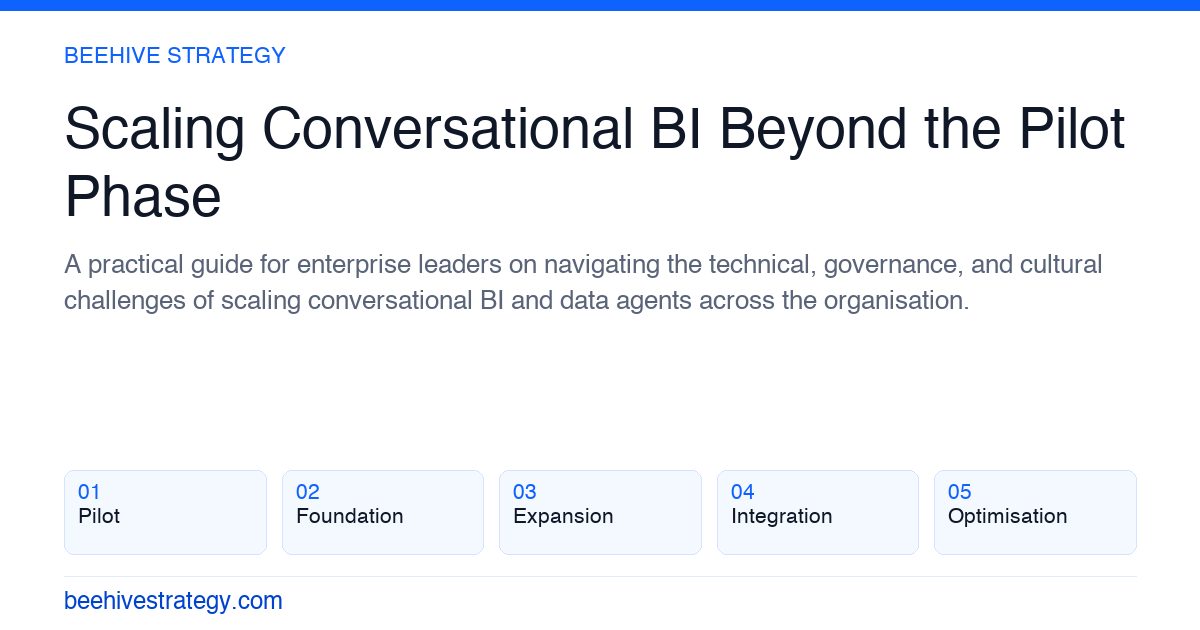 BEEHIVE STRATEGY
Scaling Conversational BI Beyond the Pilot
Phase
A practical guide for enterprise leaders on navigating the technical, governance, and cultural
challenges of scaling conversational BI and data agents across the organisation.
01
Pilot
02
Foundation
03
Expansion
04
Integration
05
Optimisation
beehivestrategy.com